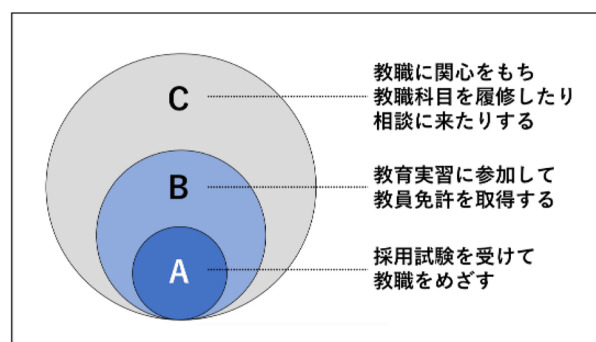 C
教職に関心をもち
教職科目を履修したり
相談に来たりする
B
教育実習に参加して
教員免許を取得する
A
採用試験を受けて
教職をめざす